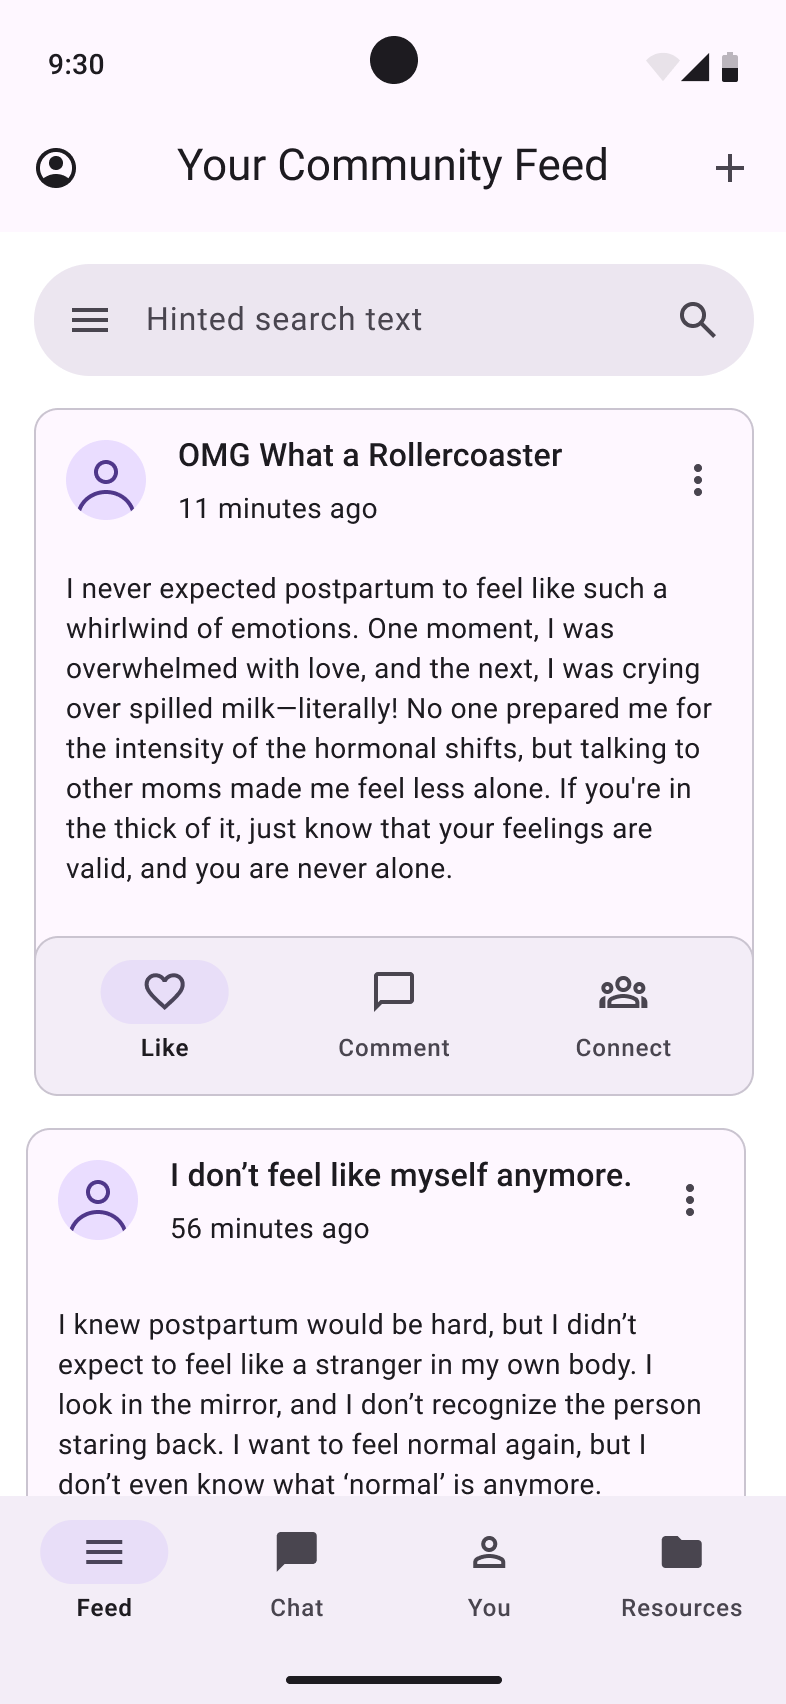 9:30
Your Community Feed
Hinted search text
OMG What a Rollercoaster
11 minutes ago
I never expected postpartum to feel like such a
whirlwind of emotions. One moment, I was
overwhelmed with love, and the next, I was crying
over spilled milk—literally! No one prepared me for
the intensity of the hormonal shifts, but talking to
other moms made me feel less alone. If you're in
the thick of it, just know that your feelings are
valid, and you are never alone.
Like
Comment
Connect
I don’t feel like myself anymore.
56 minutes ago
I knew postpartum would be hard, but I didn’t
expect to feel like a stranger in my own body. I
look in the mirror, and I don’t recognize the person
staring back. I want to feel normal again, but I
don’t even know what ‘normal’ is anymore.
Feed
Chat
You
Resources